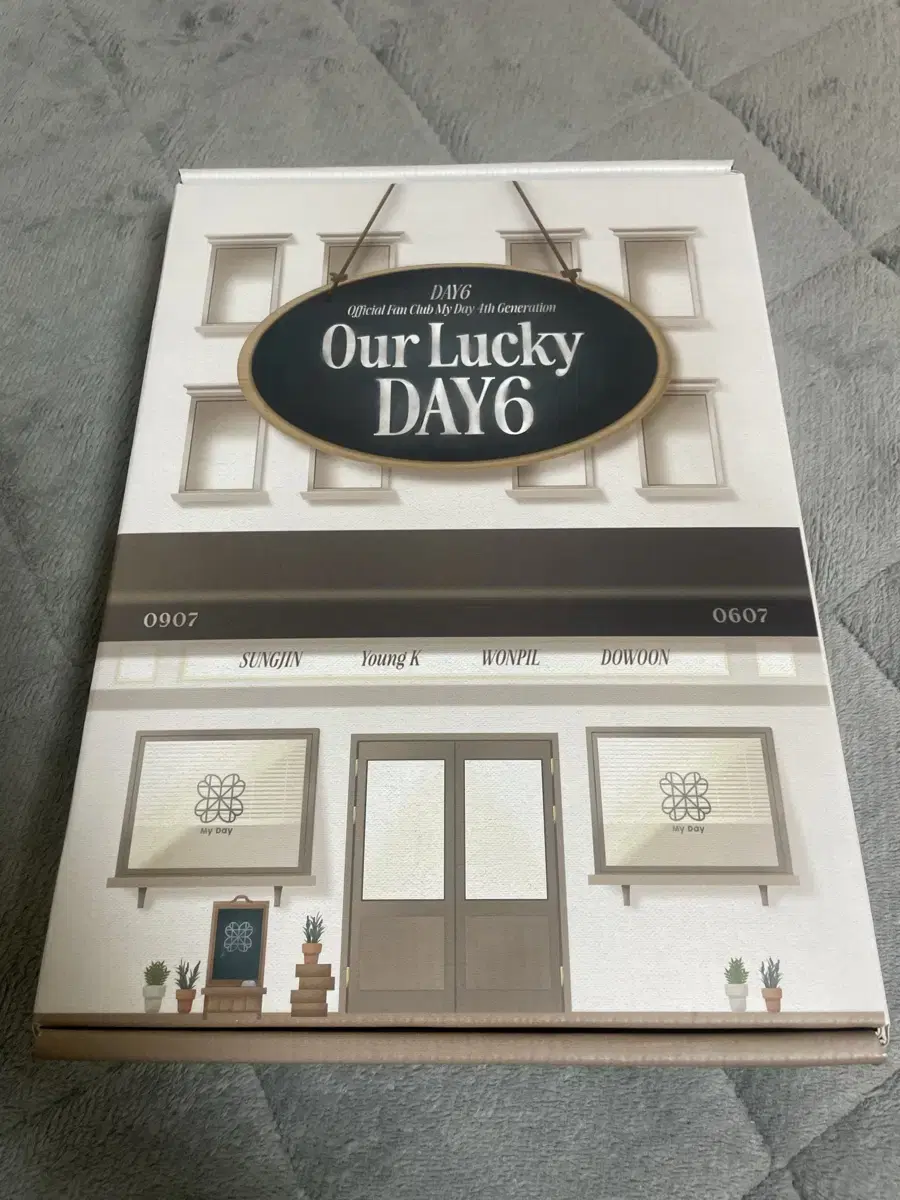 DAY6
Official Fan Club My Day 4th Generation
Our Lucky
DAY6
0907
0607
SUNGJIN
Young K
WONPIL
DOWOON
My Day
My Day